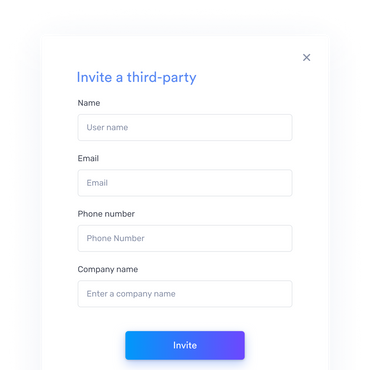 Invite a third-party
Name
User name
Email
Email
Phone number
Phone Number
Company name
Enter a company name
Invite